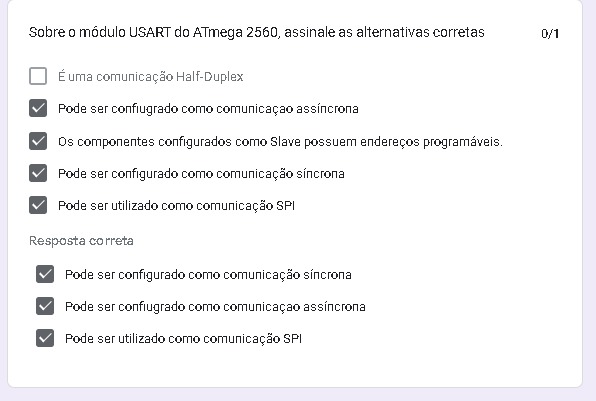 Sobre o módulo USART do ATmega 2560, assinale as alternativas corretas 0/1
É uma comunicação Half-Duplex
Pode ser confiugrado como comunicaçao assíncrona
Os componentes configurados como Slave possuem endereços programáveis.
Pode ser configurado como comunicação síncrona
Pode ser utilizado como comunicação SPI
Resposta correta
Pode ser configurado como comunicação síncrona
Pode ser confiugrado como comunicaçao assíncrona
Pode ser utilizado como comunicação SPI